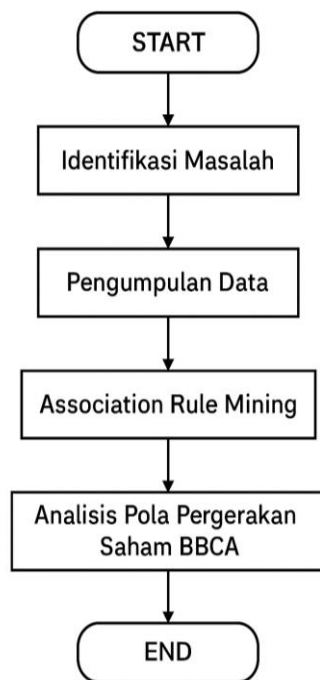 START
Identifikasi Masalah
Pengumpulan Data
Association Rule Mining
Analisis Pola Pergerakan
Saham BBCA
END